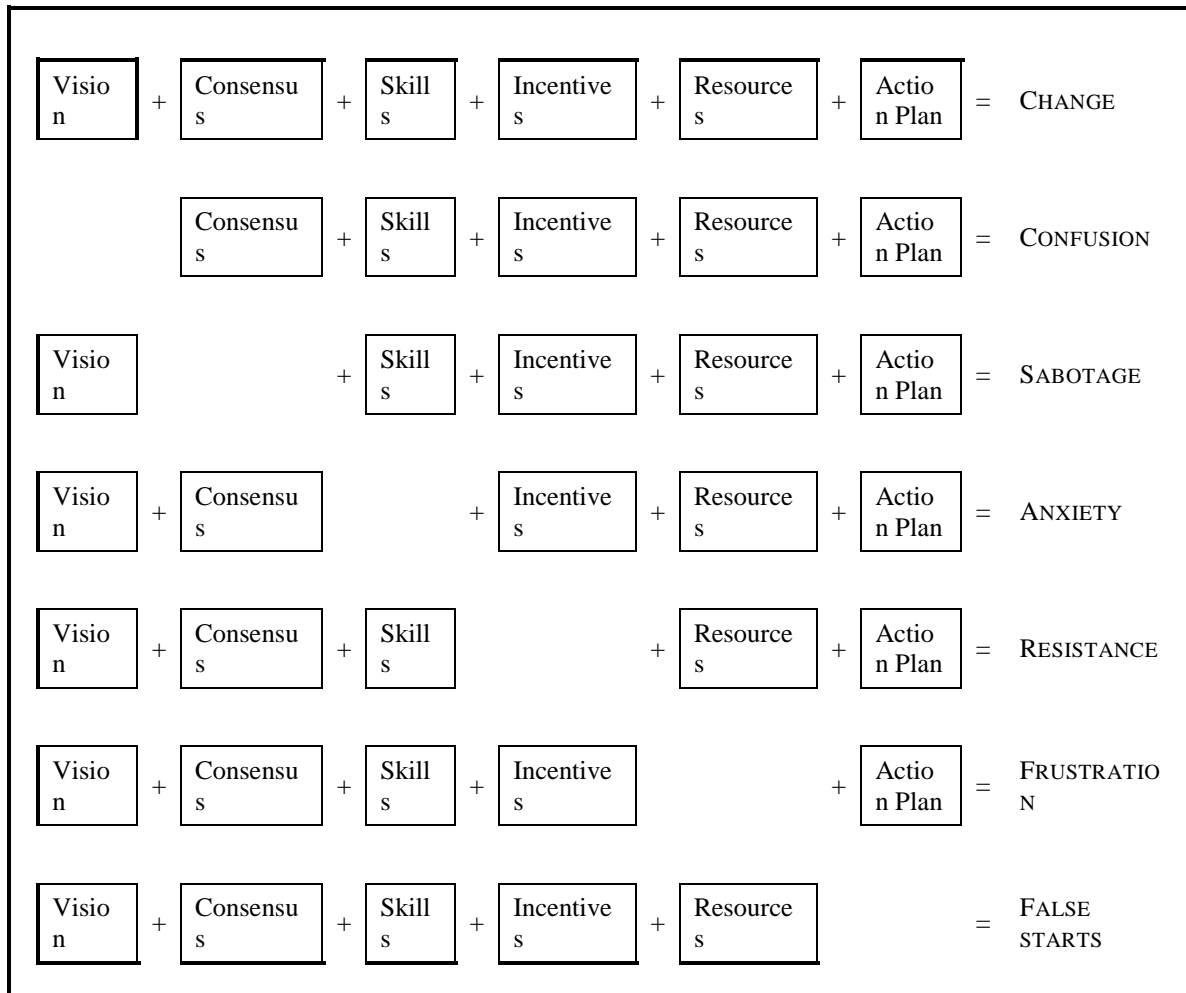 Visio
n + Consensu
s + Skill
s + Incentive
s + Resource
s + Actio
n Plan = CHANGE
Consensu
s + Skill
s + Incentive
s + Resource
s + Actio
n Plan = CONFUSION
Visio
n + Skill
s + Incentive
s + Resource
s + Actio
n Plan = SABOTAGE
Visio
n + Consensu
s + Incentive
s + Resource
s + Actio
n Plan = ANXIETY
Visio
n + Consensu
s + Skill
s + Resource
s + Actio
n Plan = RESISTANCE
Visio
n + Consensu
s + Skill
s + Incentive
s + Actio
n Plan = FRUSTRATIO
N
Visio
n + Consensu
s + Skill
s + Incentive
s + Resource
s = FALSE
STARTS